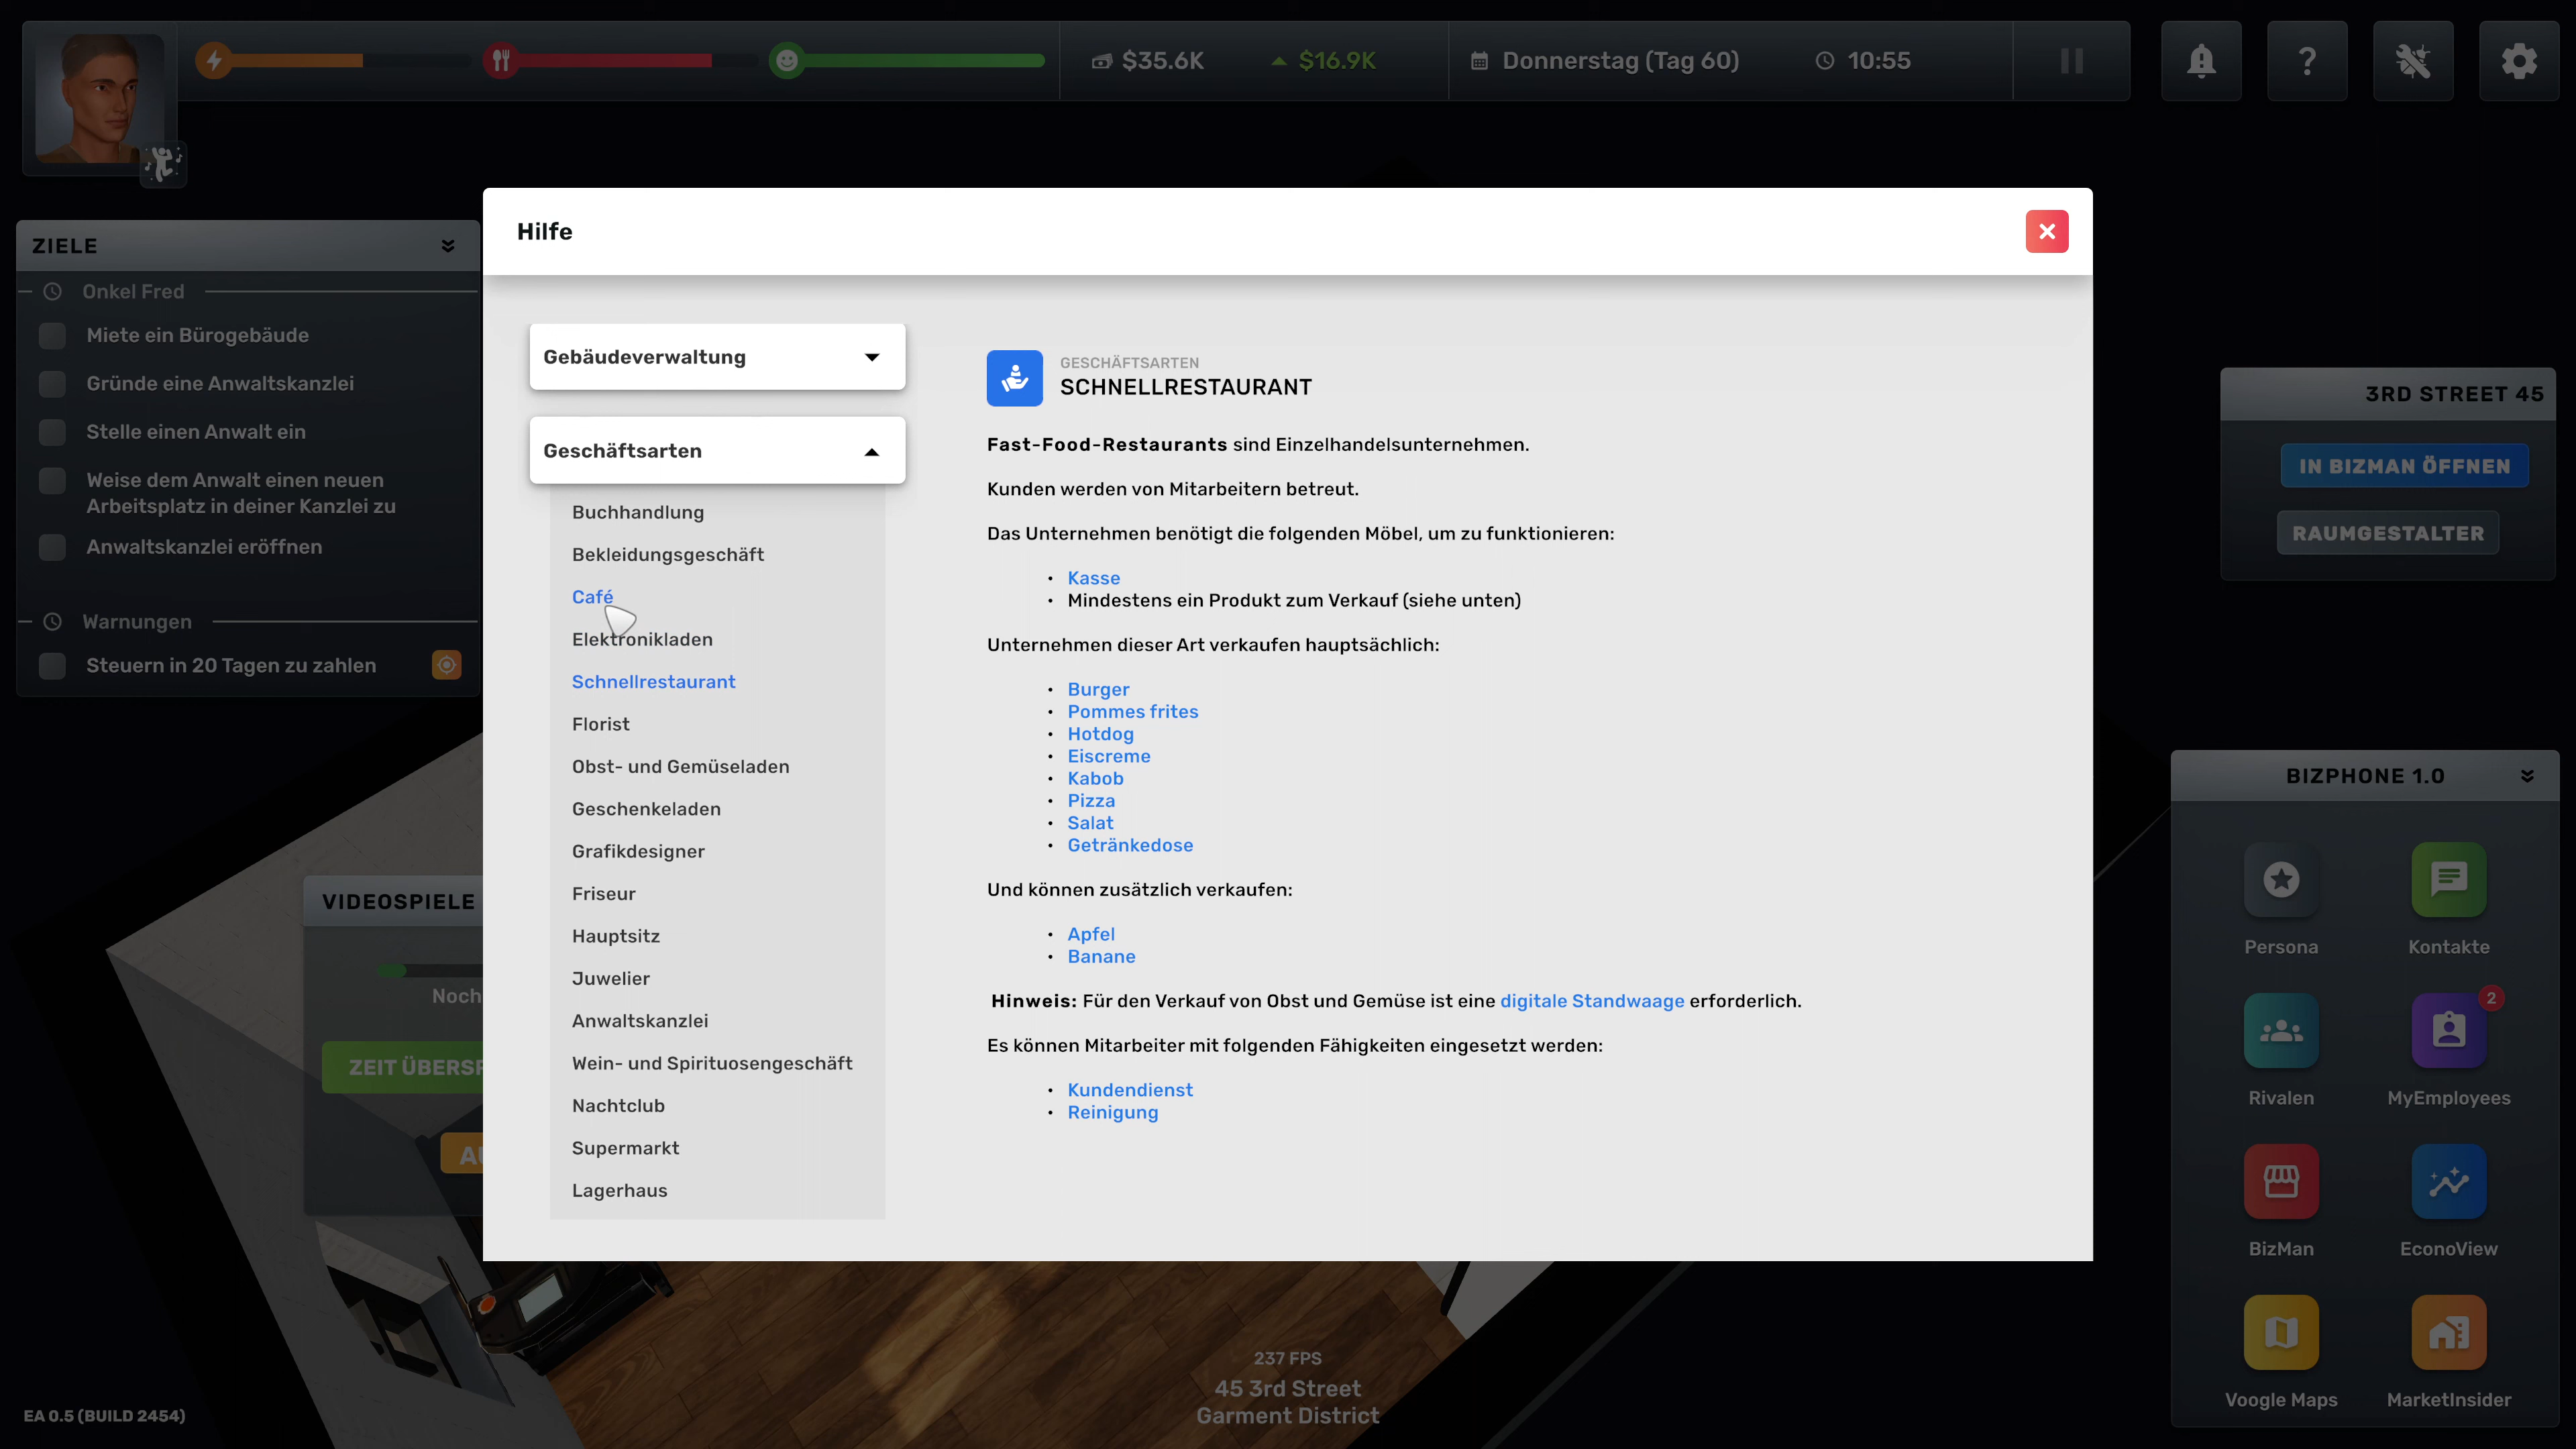 $35.6K
$16.9K
Donnerstag (Tag 60)
10:55
?
ZIELE
Onkel Fred
Miete ein Bürogebäude
Gründe eine Anwaltskanzlei
Stelle einen Anwalt ein
Weise dem Anwalt einen neuen
Arbeitsplatz in deiner Kanzlei zu
Anwaltskanzlei eröffnen
Warnungen
Steuern in 20 Tagen zu zahlen
VIDEOSPIELE
Noch
ZEIT ÜBERSP
Hilfe
Gebäudeverwaltung
Geschäftsarten
Buchhandlung
Bekleidungsgeschäft
Café
Elektronikladen
Schnellrestaurant
Florist
Obst- und Gemüseladen
Geschenkeladen
Grafikdesigner
Friseur
Hauptsitz
Juwelier
Anwaltskanzlei
Wein- und Spirituosengeschäft
Nachtclub
Supermarkt
Lagerhaus
GESCHÄFTSARTEN
SCHNELLRESTAURANT
Fast-Food-Restaurants sind Einzelhandelsunternehmen.
Kunden werden von Mitarbeitern betreut.
Das Unternehmen benötigt die folgenden Möbel, um zu funktionieren:
• Kasse
• Mindestens ein Produkt zum Verkauf (siehe unten)
Unternehmen dieser Art verkaufen hauptsächlich:
• Burger
• Pommes frites
• Hotdog
• Eiscreme
• Kabob
• Pizza
• Salat
• Getränkedose
Und können zusätzlich verkaufen:
• Apfel
• Banane
Hinweis: Für den Verkauf von Obst und Gemüse ist eine digitale Standwaage erforderlich.
Es können Mitarbeiter mit folgenden Fähigkeiten eingesetzt werden:
• Kundendienst
• Reinigung
3RD STREET 45
IN BIZMAN ÖFFNEN
RAUMGESTALTER
BIZPHONE 1.0
Persona
Kontakte
2
Rivalen
MyEmployees
BizMan
EconoView
Voogle Maps
MarketInsider
237 FPS
45 3rd Street
Garment District
EA 0.5 (BUILD 2454)